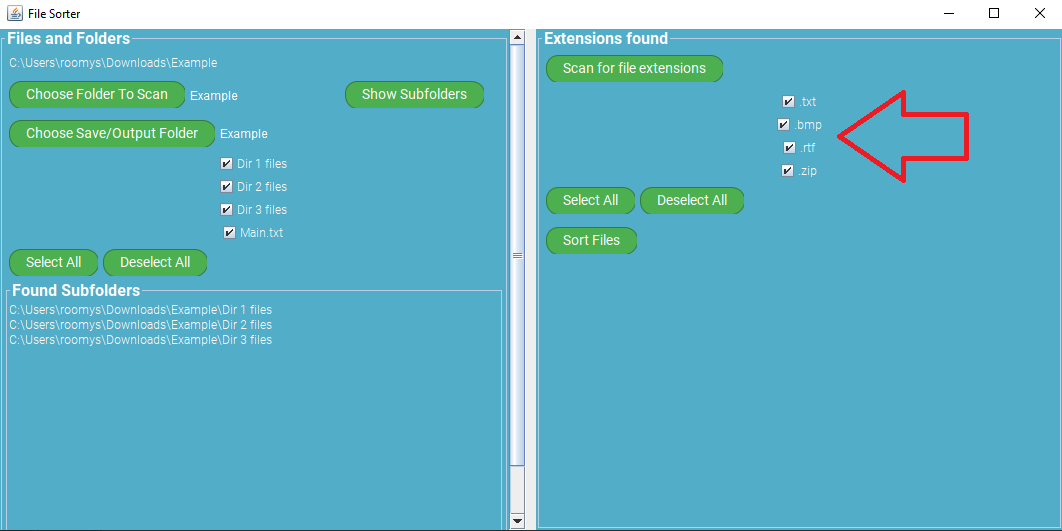 File Sorter
Files and Folders
C:\Users\roomys\Downloads\Example
Choose Folder To Scan Example Show Subfolders
Choose Save/Output Folder Example
Dir 1 files
Dir 2 files
Dir 3 files
Main.txt
Select All Deselect All
Found Subfolders
C:\Users\roomys\Downloads\Example\Dir 1 files
C:\Users\roomys\Downloads\Example\Dir 2 files
C:\Users\roomys\Downloads\Example\Dir 3 files
Extensions found
Scan for file extensions
.txt
.bmp
.rtf
.zip
Select All Deselect All
Sort Files